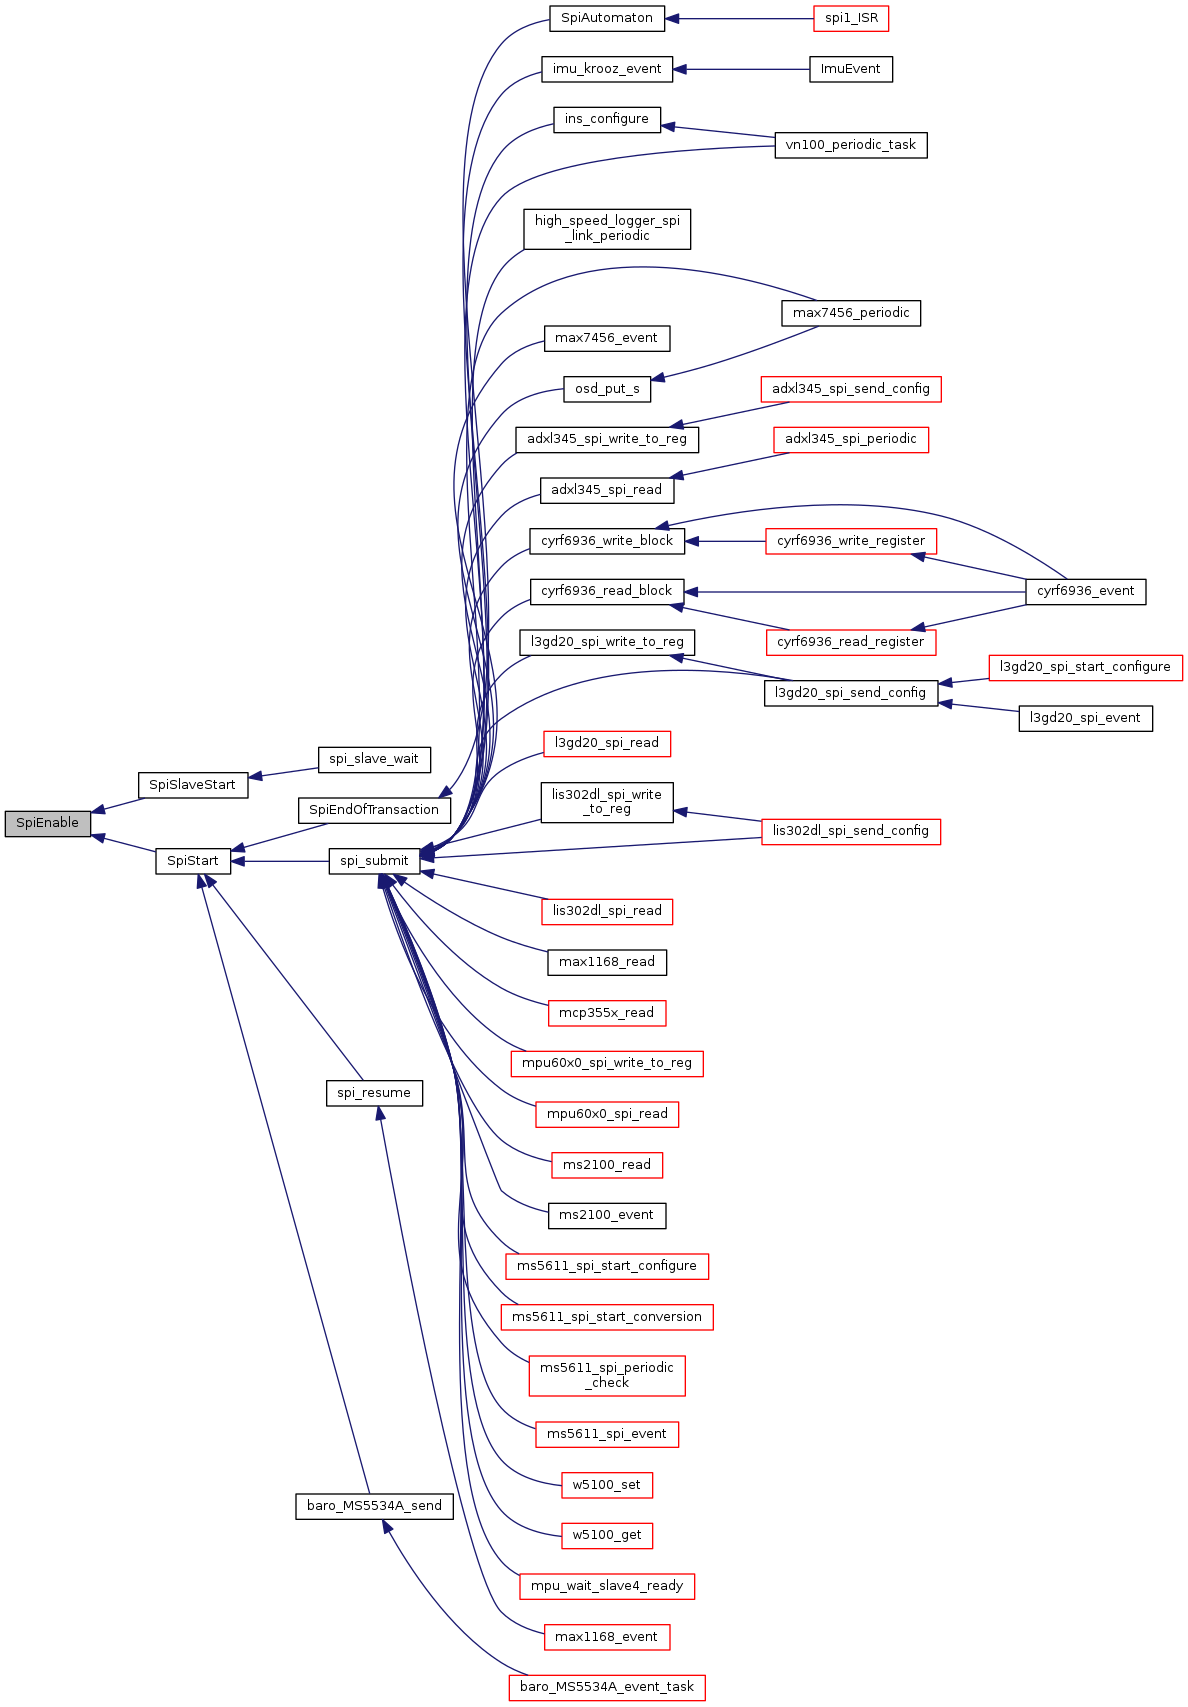 SpiAutomaton
spi1_ISR
imu_krooz_event
ImuEvent
ins_configure
vn100_periodic_task
high_speed_logger_spi
_link_periodic
max7456_periodic
max7456_event
osd_put_s
adxl345_spi_send_config
adxl345_spi_write_to_reg
adxl345_spi_periodic
adxl345_spi_read
cyrf6936_write_block
cyrf6936_write_register
cyrf6936_event
cyrf6936_read_block
cyrf6936_read_register
l3gd20_spi_write_to_reg
l3gd20_spi_start_configure
l3gd20_spi_send_config
l3gd20_spi_event
l3gd20_spi_read
spi_slave_wait
SpiSlaveStart
lis302dl_spi_write
_to_reg
SpiEndOfTransaction
SpiEnable
lis302dl_spi_send_config
SpiStart
spi_submit
lis302dl_spi_read
max1168_read
mcp355x_read
mpu60x0_spi_write_to_reg
spi_resume
mpu60x0_spi_read
ms2100_read
ms2100_event
ms5611_spi_start_configure
ms5611_spi_start_conversion
ms5611_spi_periodic
_check
ms5611_spi_event
w5100_set
baro_MS5534A_send
w5100_get
mpu_wait_slave4_ready
max1168_event
baro_MS5534A_event_task